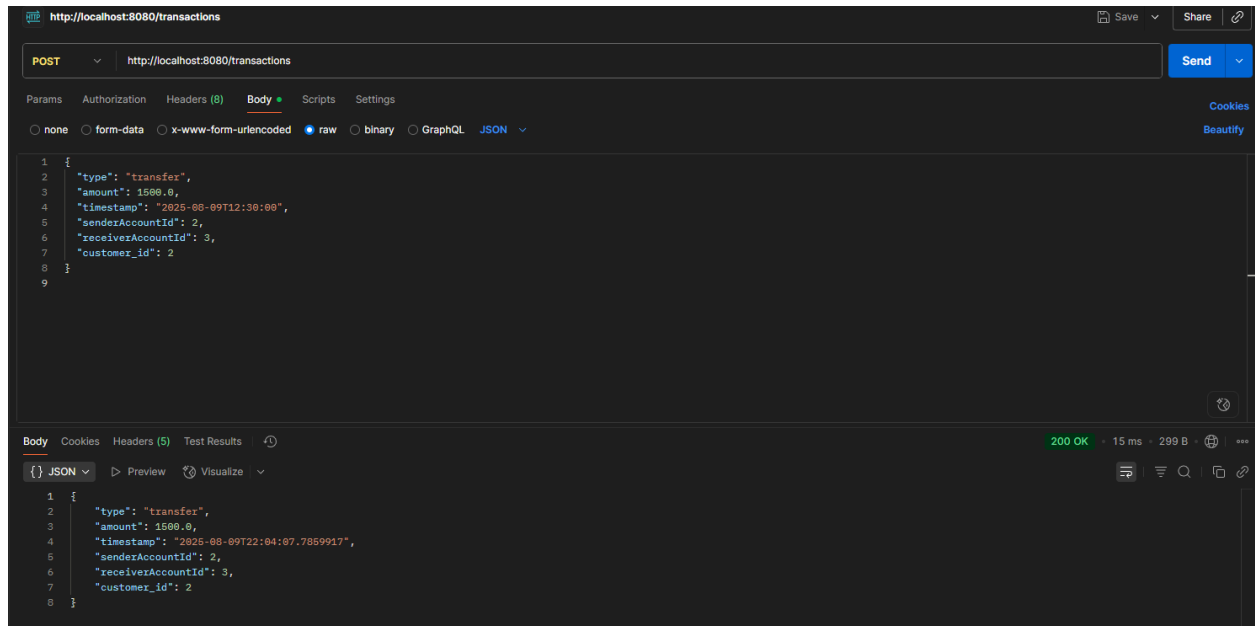 HTTP http://localhost:8080/transactions Save Share
POST http://localhost:8080/transactions Send
Params Authorization Headers (8) Body Scripts Settings Cookies
none form-data x-www-form-urlencoded raw binary GraphQL JSON Beautify
1 {
2 "type": "transfer",
3 "amount": 1500.0,
4 "timestamp": "2025-08-09T12:30:00",
5 "senderAccountId": 2,
6 "receiverAccountId": 3,
7 "customer_id": 2
8 }
9
Body Cookies Headers (5) Test Results 200 OK 15 ms 299 B
{} JSON Preview Visualize
1 {
2 "type": "transfer",
3 "amount": 1500.0,
4 "timestamp": "2025-08-09T22:04:07.7859917",
5 "senderAccountId": 2,
6 "receiverAccountId": 3,
7 "customer_id": 2
8 }